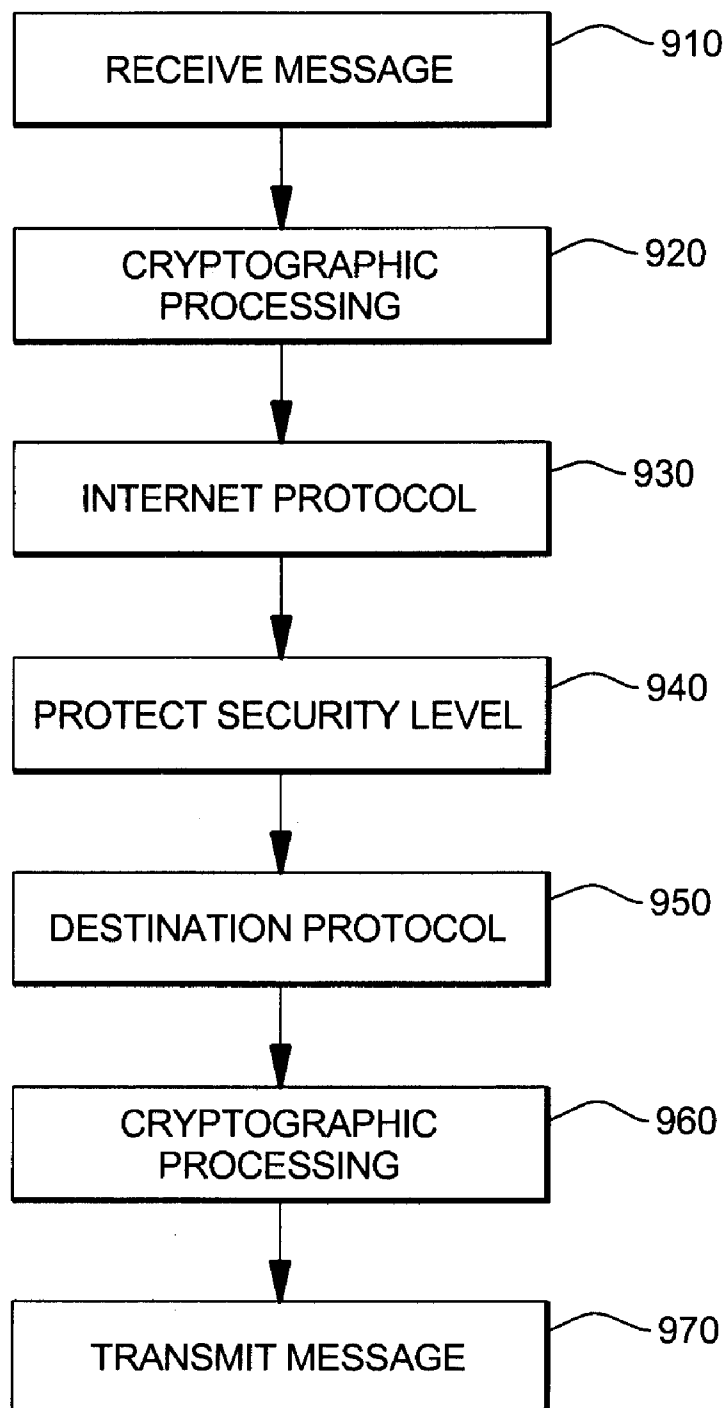 RECEIVE MESSAGE
910
CRYPTOGRAPHIC
PROCESSING
920
INTERNET PROTOCOL
930
PROTECT SECURITY LEVEL
940
DESTINATION PROTOCOL
950
CRYPTOGRAPHIC
PROCESSING
960
TRANSMIT MESSAGE
970